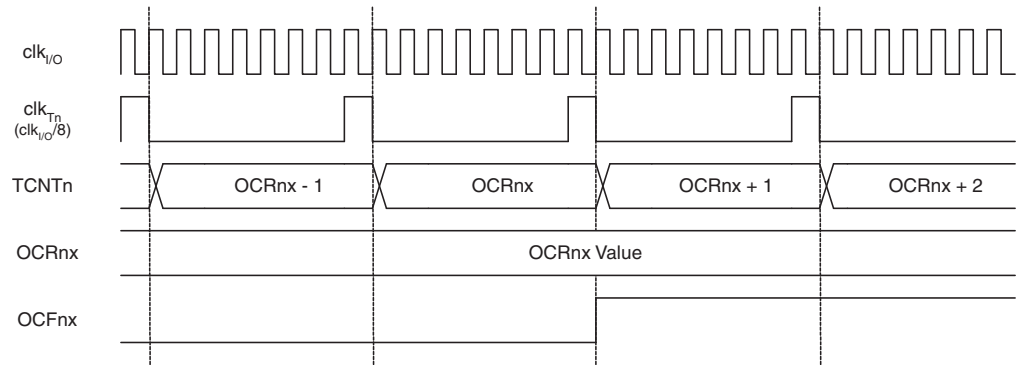 clkI/O
clkTn
(clkI/O/8)
TCNTn OCRnx - 1 OCRnx OCRnx + 1 OCRnx + 2
OCRnx OCRnx Value
OCFnx